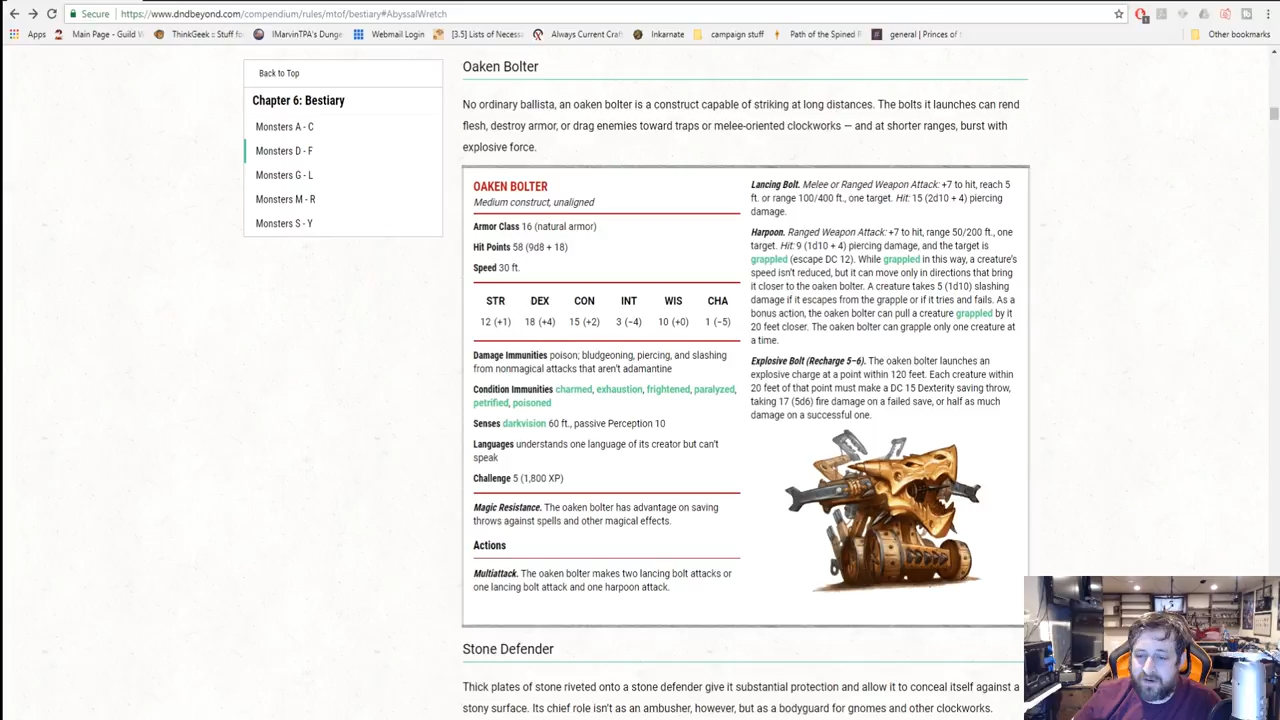 Secure https://www.dndbeyond.com/compendium/rules/mtof/bestiary#AbyssalWretch
Apps Main Page - Guild ThinkGeek :: Stuff fo IMarvinTPA's Dunge Webmail Login [3.5] Lists of Necess Always Current Craf Inkarnate campaign stuff Path of the Spined general | Princes of Other bookmarks
Back to Top
Chapter 6: Bestiary
Monsters A - C
Monsters D - F
Monsters G - L
Monsters M - R
Monsters S - Y
Oaken Bolter
No ordinary ballista, an oaken bolter is a construct capable of striking at long distances. The bolts it launches can rend
flesh, destroy armor, or drag enemies toward traps or melee-oriented clockworks — and at shorter ranges, burst with
explosive force.
OAKEN BOLTER
Medium construct, unaligned
Armor Class 16 (natural armor)
Hit Points 58 (9d8 + 18)
Speed 30 ft.
STR DEX CON INT WIS CHA
12 (+1) 18 (+4) 15 (+2) 3 (−4) 10 (+0) 1 (−5)
Damage Immunities poison; bludgeoning, piercing, and slashing
from nonmagical attacks that aren't adamantine
Condition Immunities charmed, exhaustion, frightened, paralyzed,
petrified, poisoned
Senses darkvision 60 ft., passive Perception 10
Languages understands one language of its creator but can't
speak
Challenge 5 (1,800 XP)
Magic Resistance. The oaken bolter has advantage on saving
throws against spells and other magical effects.
Actions
Multiattack. The oaken bolter makes two lancing bolt attacks or
one lancing bolt attack and one harpoon attack.
Lancing Bolt. Melee or Ranged Weapon Attack: +7 to hit, reach 5
ft. or range 100/400 ft., one target. Hit: 15 (2d10 + 4) piercing
damage.
Harpoon. Ranged Weapon Attack: +7 to hit, range 50/200 ft., one
target. Hit: 9 (1d10 + 4) piercing damage, and the target is
grappled (escape DC 12). While grappled in this way, a creature's
speed isn't reduced, but it can move only in directions that bring
it closer to the oaken bolter. A creature takes 5 (1d10) slashing
damage if it escapes from the grapple or if it tries and fails. As a
bonus action, the oaken bolter can pull a creature grappled by it
20 feet closer. The oaken bolter can grapple only one creature at
a time.
Explosive Bolt (Recharge 5–6). The oaken bolter launches an
explosive charge at a point within 120 feet. Each creature within
20 feet of that point must make a DC 15 Dexterity saving throw,
taking 17 (5d6) fire damage on a failed save, or half as much
damage on a successful one.
Stone Defender
Thick plates of stone riveted onto a stone defender give it substantial protection and allow it to conceal itself against a
stony surface. Its chief role isn't as an ambusher, however, but as a bodyguard for gnomes and other clockworks.